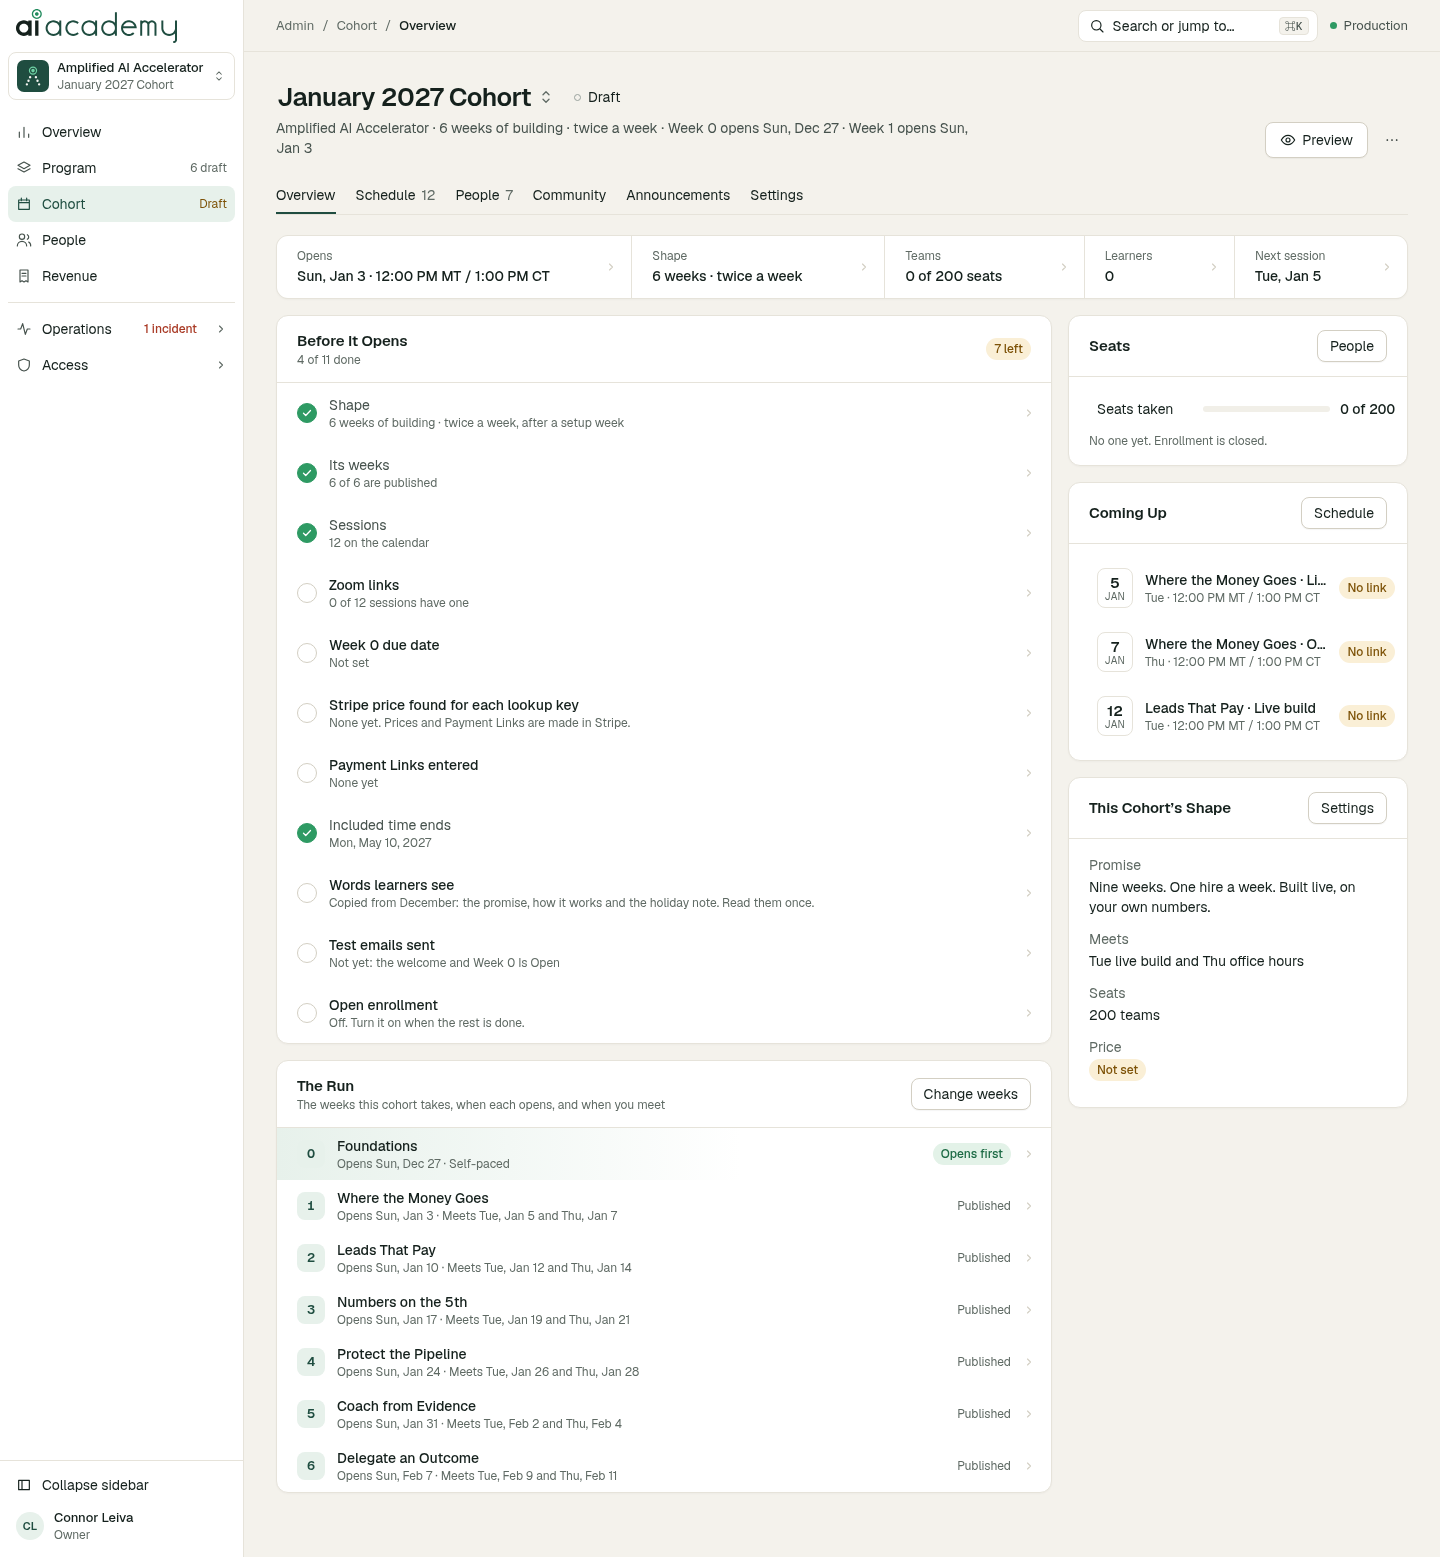 ai academy
Amplified AI Accelerator
January 2027 Cohort
Overview
Program 6 draft
Cohort Draft
People
Revenue
Operations 1 incident
Access
Collapse sidebar
CL
Connor Leiva
Owner
Admin / Cohort / Overview
Search or jump to... ⌘K
Production
January 2027 Cohort
Draft
Amplified AI Accelerator · 6 weeks of building · twice a week · Week 0 opens Sun, Dec 27 · Week 1 opens Sun,
Jan 3
Preview
Overview Schedule 12 People 7 Community Announcements Settings
Opens
Sun, Jan 3 · 12:00 PM MT / 1:00 PM CT
Shape
6 weeks · twice a week
Teams
0 of 200 seats
Learners
0
Next session
Tue, Jan 5
Before It Opens
4 of 11 done
7 left
Shape
6 weeks of building · twice a week, after a setup week
Its weeks
6 of 6 are published
Sessions
12 on the calendar
Zoom links
0 of 12 sessions have one
Week 0 due date
Not set
Stripe price found for each lookup key
None yet. Prices and Payment Links are made in Stripe.
Payment Links entered
None yet
Included time ends
Mon, May 10, 2027
Words learners see
Copied from December: the promise, how it works and the holiday note. Read them once.
Test emails sent
Not yet: the welcome and Week 0 Is Open
Open enrollment
Off. Turn it on when the rest is done.
The Run
The weeks this cohort takes, when each opens, and when you meet
Change weeks
0
Foundations
Opens Sun, Dec 27 · Self-paced
Opens first
1
Where the Money Goes
Opens Sun, Jan 3 · Meets Tue, Jan 5 and Thu, Jan 7
Published
2
Leads That Pay
Opens Sun, Jan 10 · Meets Tue, Jan 12 and Thu, Jan 14
Published
3
Numbers on the 5th
Opens Sun, Jan 17 · Meets Tue, Jan 19 and Thu, Jan 21
Published
4
Protect the Pipeline
Opens Sun, Jan 24 · Meets Tue, Jan 26 and Thu, Jan 28
Published
5
Coach from Evidence
Opens Sun, Jan 31 · Meets Tue, Feb 2 and Thu, Feb 4
Published
6
Delegate an Outcome
Opens Sun, Feb 7 · Meets Tue, Feb 9 and Thu, Feb 11
Published
Seats
People
Seats taken 0 of 200
No one yet. Enrollment is closed.
Coming Up
Schedule
5
JAN
Where the Money Goes · Li...
Tue · 12:00 PM MT / 1:00 PM CT
No link
7
JAN
Where the Money Goes · O...
Thu · 12:00 PM MT / 1:00 PM CT
No link
12
JAN
Leads That Pay · Live build
Tue · 12:00 PM MT / 1:00 PM CT
No link
This Cohort's Shape
Settings
Promise
Nine weeks. One hire a week. Built live, on
your own numbers.
Meets
Tue live build and Thu office hours
Seats
200 teams
Price
Not set